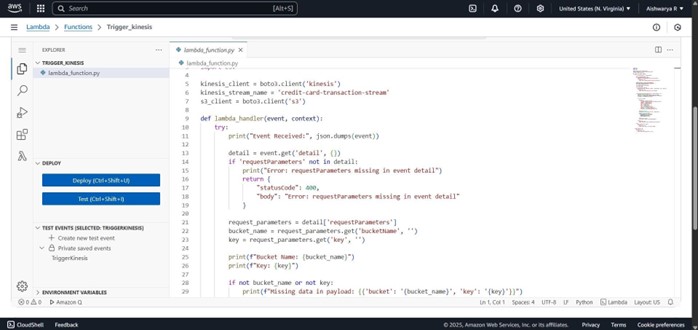 aws Search [Alt+S] United States (N. Virginia) Aishwarya B
Lambda > Functions > Trigger_kinesis
EXPLORER
TRIGGER_KINESIS
lambda_function.py
DEPLOY
Deploy (Ctrl+Shift+U)
Test (Ctrl+Shift+I)
TEST EVENTS [SELECTED: TRIGGERKINESIS]
Create new test event
Private saved events
TriggerKinesis
ENVIRONMENT VARIABLES
lambda_function.py
lambda_function.py
4
5 kinesis_client = boto3.client('kinesis')
6 kinesis_stream_name = 'credit-card-transaction-stream'
7 s3_client = boto3.client('s3')
8
9 def lambda_handler(event, context):
10 try:
11 print("Event Received:", json.dumps(event))
12
13 detail = event.get('detail', {})
14 if 'requestParameters' not in detail:
15 print("Error: requestParameters missing in event detail")
16 return {
17 "statusCode": 400,
18 "body": "Error: requestParameters missing in event detail"
19 }
20
21 request_parameters = detail['requestParameters']
22 bucket_name = request_parameters.get('bucketName', '')
23 key = request_parameters.get('key', '')
24
25 print(f"Bucket Name: {bucket_name}")
26 print(f"Key: {key}")
27
28 if not bucket_name or not key:
29 print(f"Missing data in payload: {{'bucket': '{bucket_name}', 'key': '{key}'}}")
0 0 Amazon Q Ln 1, Col 1 Spaces: 4 UTF-8 LF Python Lambda Layout: US
CloudShell Feedback © 2025, Amazon Web Services, Inc. or its affiliates. Privacy Terms Cookie preferences